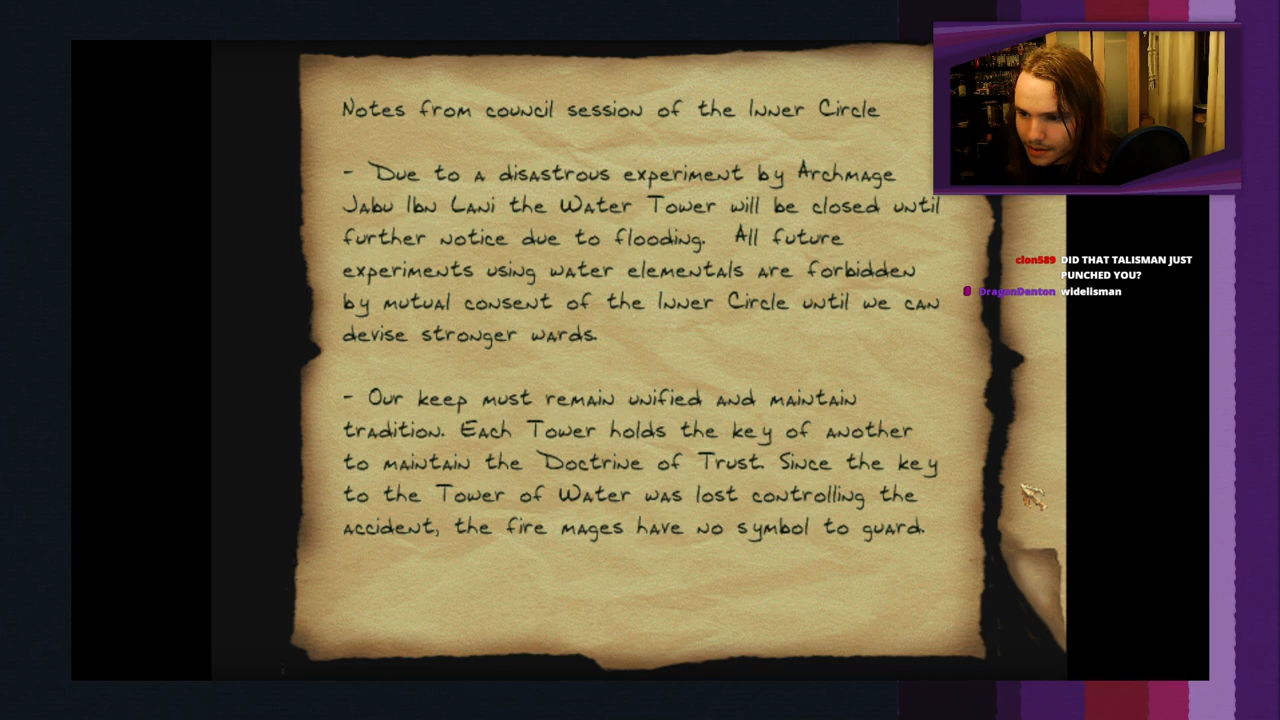 Notes from council session of the Inner Circle
- Due to a disastrous experiment by Archmage
Jabu Ibn Lani the Water Tower will be closed until
further notice due to flooding. All future
experiments using water elementals are forbidden
by mutual consent of the Inner Circle until we can
devise stronger wards.
- Our keep must remain unified and maintain
tradition. Each Tower holds the key of another
to maintain the Doctrine of Trust. Since the key
to the Tower of Water was lost controlling the
accident, the fire mages have no symbol to guard.
clon589 DID THAT TALISMAN JUST
PUNCHED YOU?
DragonDenton widelisman